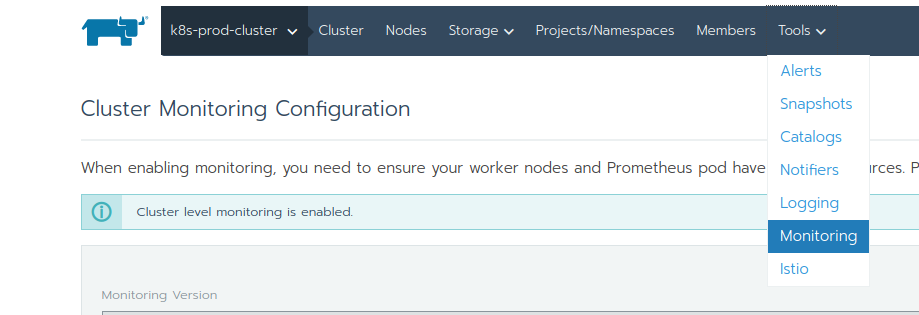 k8s-prod-cluster Cluster Nodes Storage Projects/Namespaces Members Tools
Alerts
Snapshots
Catalogs
Notifiers
Logging
Monitoring
Istio
Cluster Monitoring Configuration
When enabling monitoring, you need to ensure your worker nodes and Prometheus pod have
Cluster level monitoring is enabled.
Monitoring Version